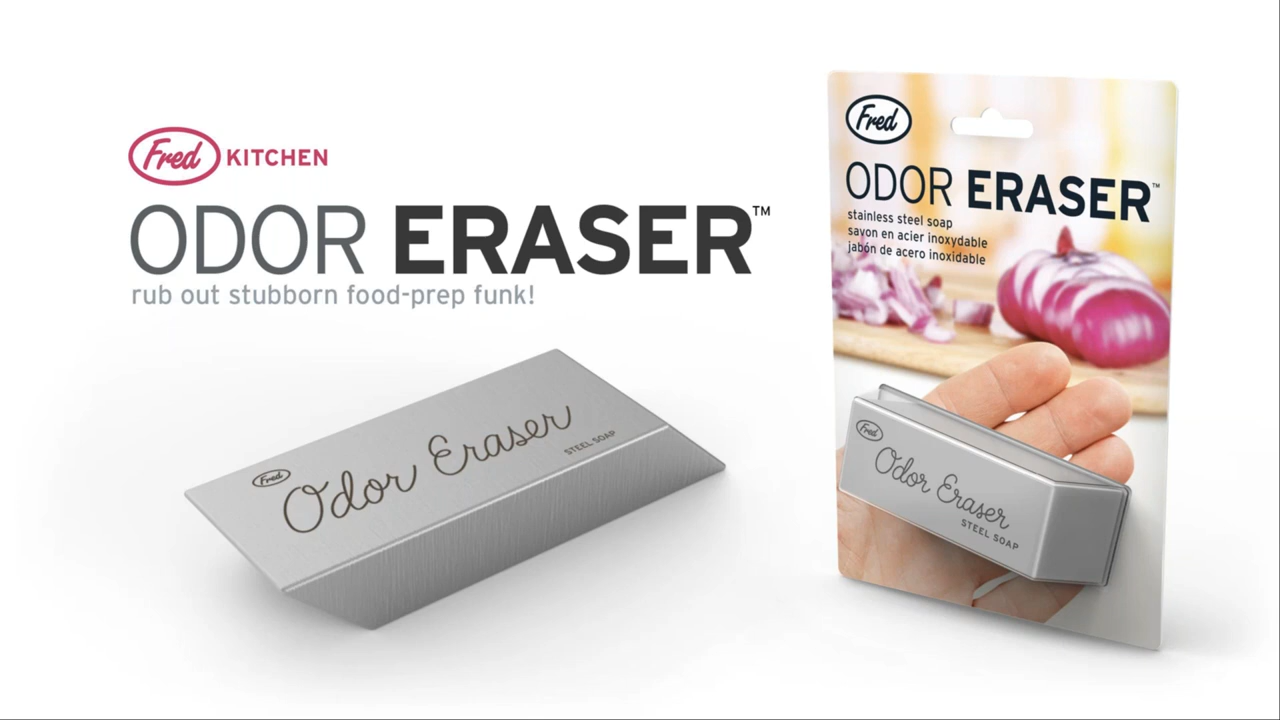 Fred KITCHEN
ODOR ERASER™
rub out stubborn food-prep funk!
Fred
Odor Eraser
STEEL SOAP
Fred
ODOR ERASER™
stainless steel soap
savon en acier inoxydable
jabón de acero inoxidable
Fred
Odor Eraser
STEEL SOAP